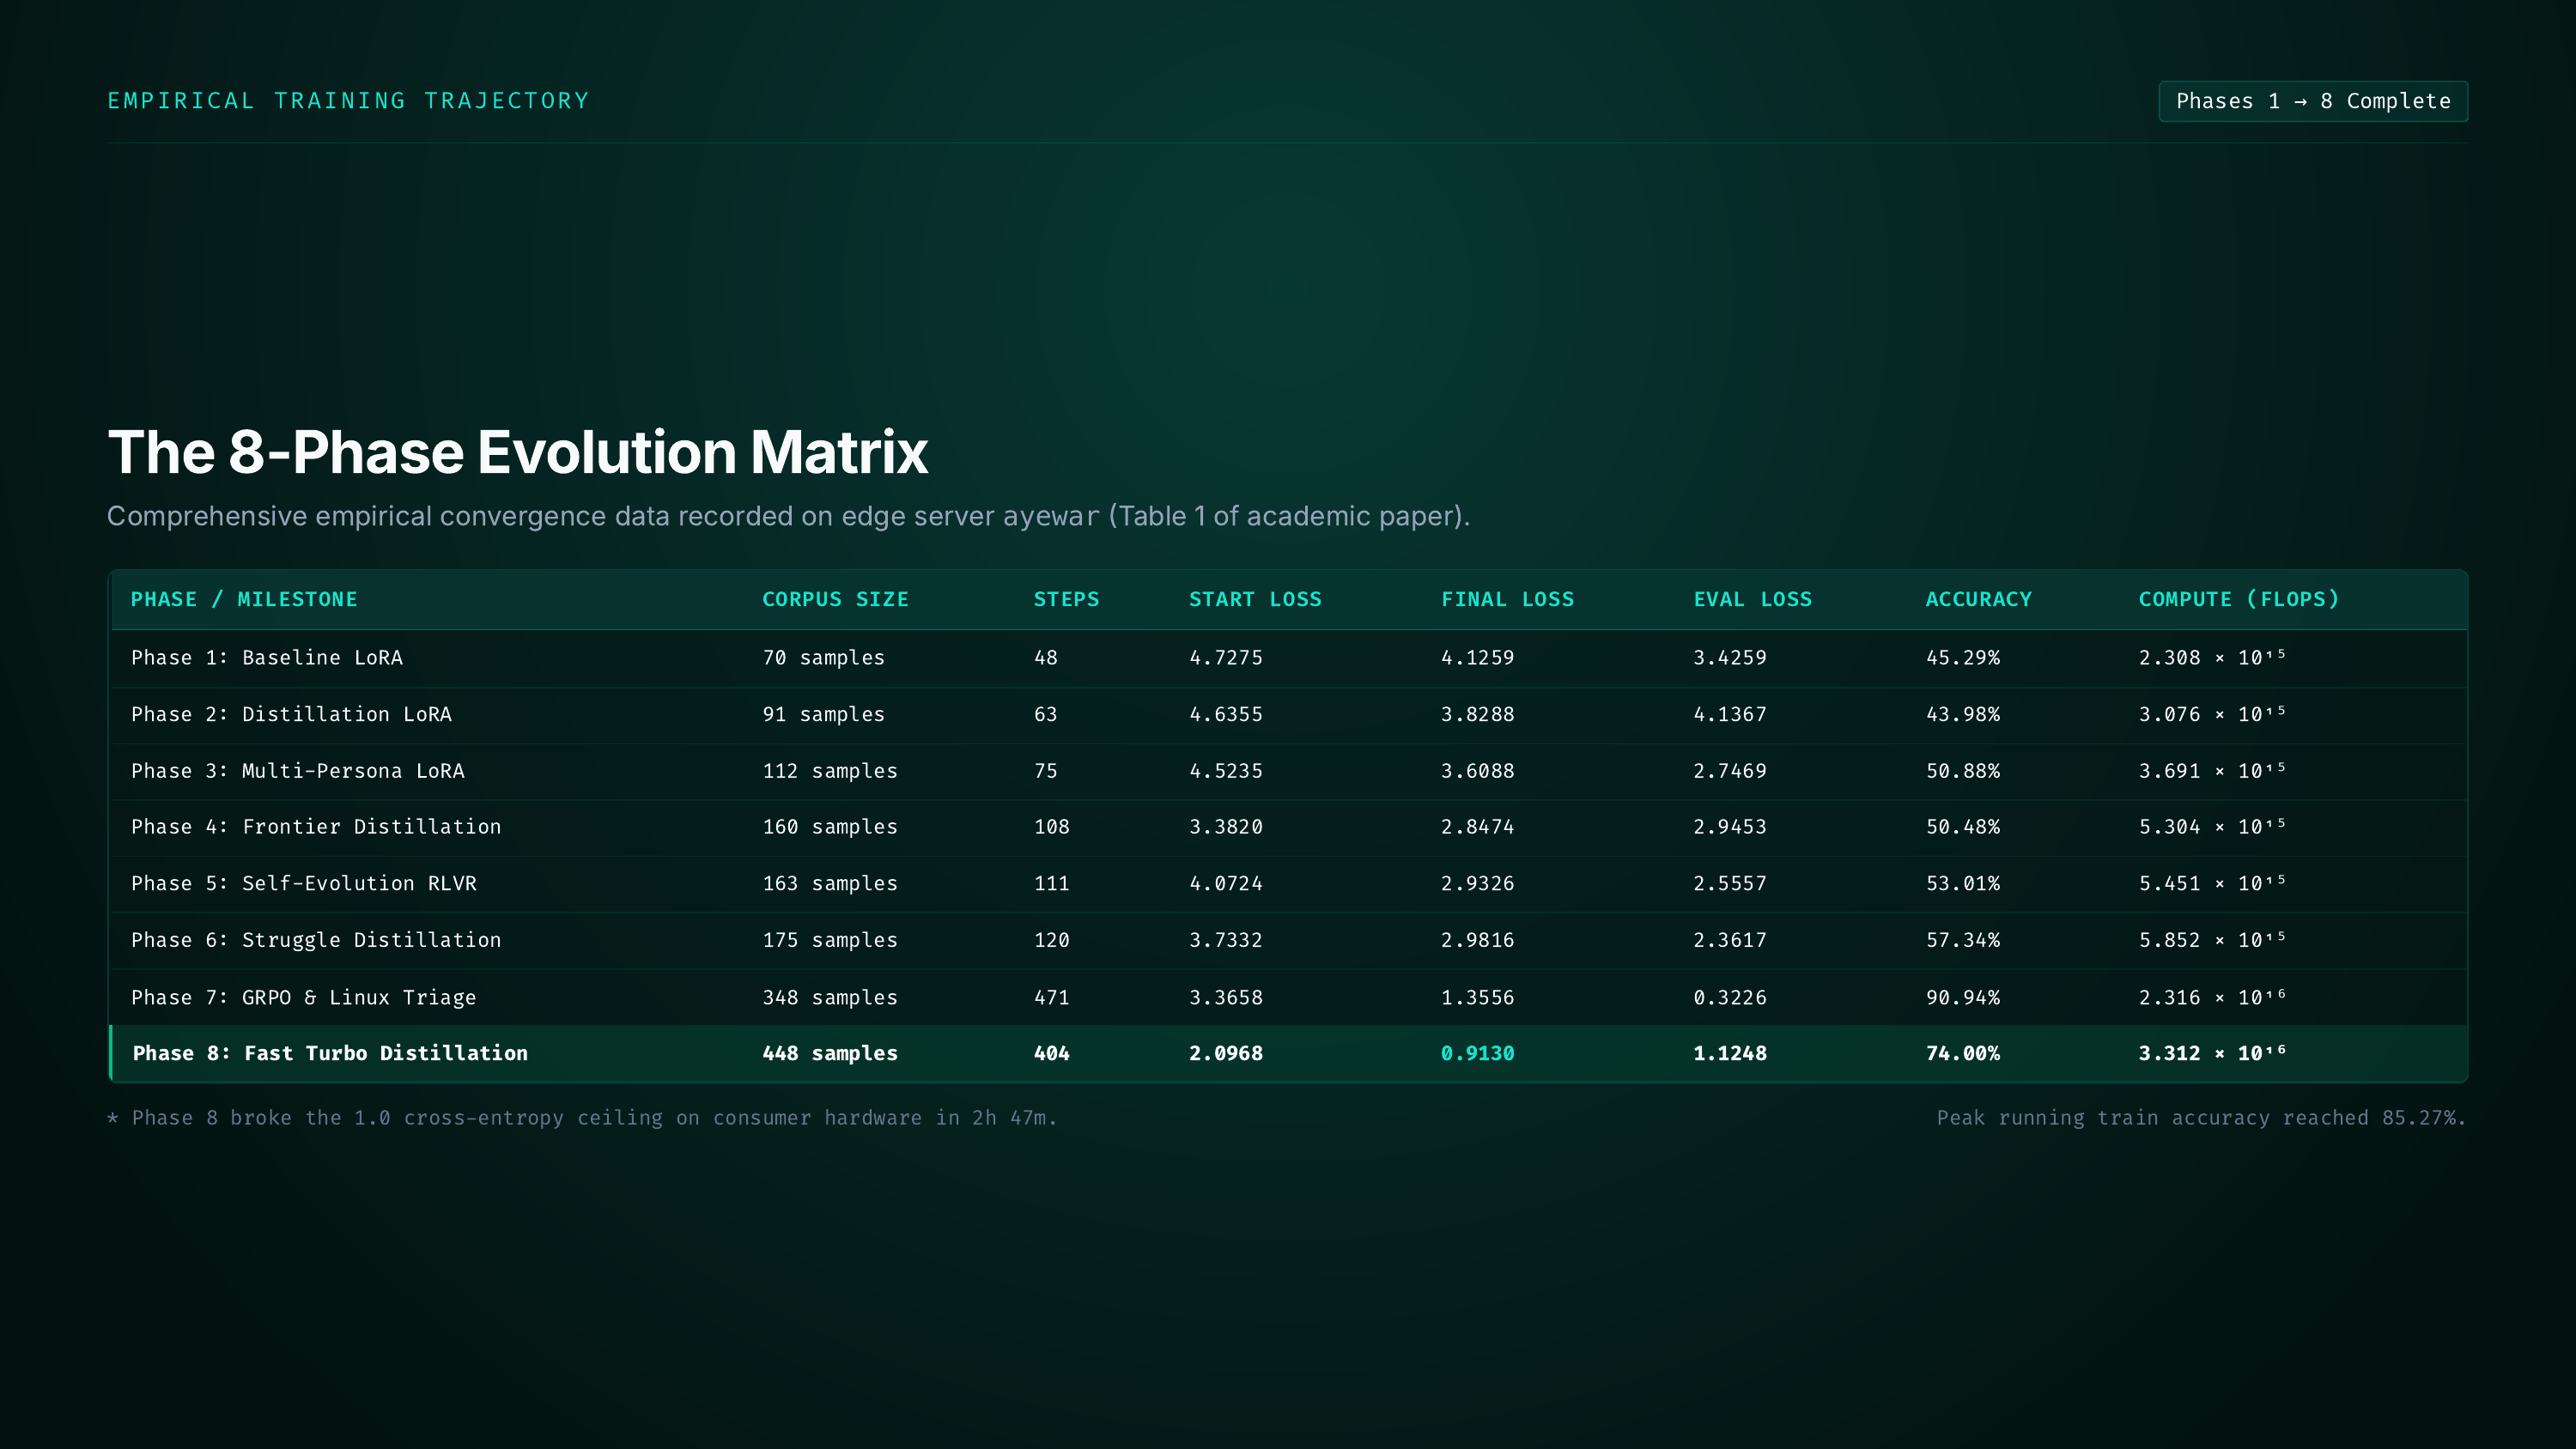 EMPIRICAL TRAINING TRAJECTORY
Phases 1 → 8 Complete
The 8-Phase Evolution Matrix
Comprehensive empirical convergence data recorded on edge server ayewar (Table 1 of academic paper).
PHASE / MILESTONE CORPUS SIZE STEPS START LOSS FINAL LOSS EVAL LOSS ACCURACY COMPUTE (FLOPS)
Phase 1: Baseline LoRA 70 samples 48 4.7275 4.1259 3.4259 45.29% 2.308 × 10¹⁵
Phase 2: Distillation LoRA 91 samples 63 4.6355 3.8288 4.1367 43.98% 3.076 × 10¹⁵
Phase 3: Multi-Persona LoRA 112 samples 75 4.5235 3.6088 2.7469 50.88% 3.691 × 10¹⁵
Phase 4: Frontier Distillation 160 samples 108 3.3820 2.8474 2.9453 50.48% 5.304 × 10¹⁵
Phase 5: Self-Evolution RLVR 163 samples 111 4.0724 2.9326 2.5557 53.01% 5.451 × 10¹⁵
Phase 6: Struggle Distillation 175 samples 120 3.7332 2.9816 2.3617 57.34% 5.852 × 10¹⁵
Phase 7: GRPO & Linux Triage 348 samples 471 3.3658 1.3556 0.3226 90.94% 2.316 × 10¹⁶
Phase 8: Fast Turbo Distillation 448 samples 404 2.0968 0.9130 1.1248 74.00% 3.312 × 10¹⁶
* Phase 8 broke the 1.0 cross-entropy ceiling on consumer hardware in 2h 47m.
Peak running train accuracy reached 85.27%.